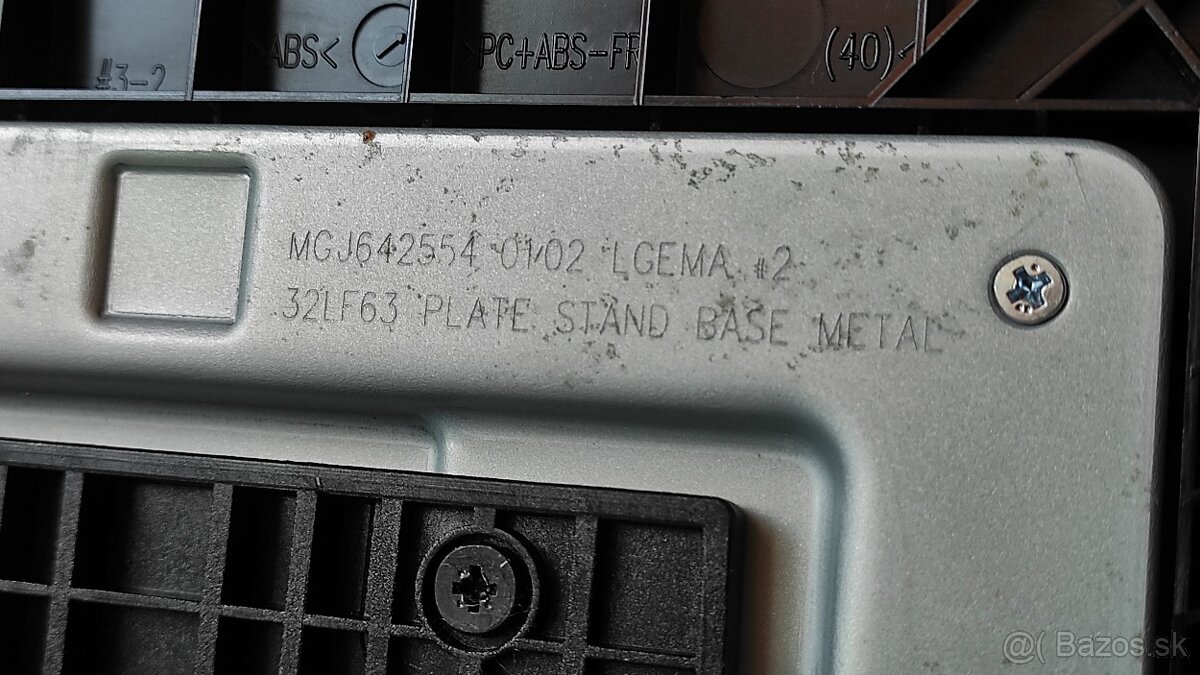 #3-2
>ABS<
>PC+ABS-FR
(40)<
MGJ642554 01/02 LGEMA #2
32LF63 PLATE STAND BASE METAL
@( Bazos.sk